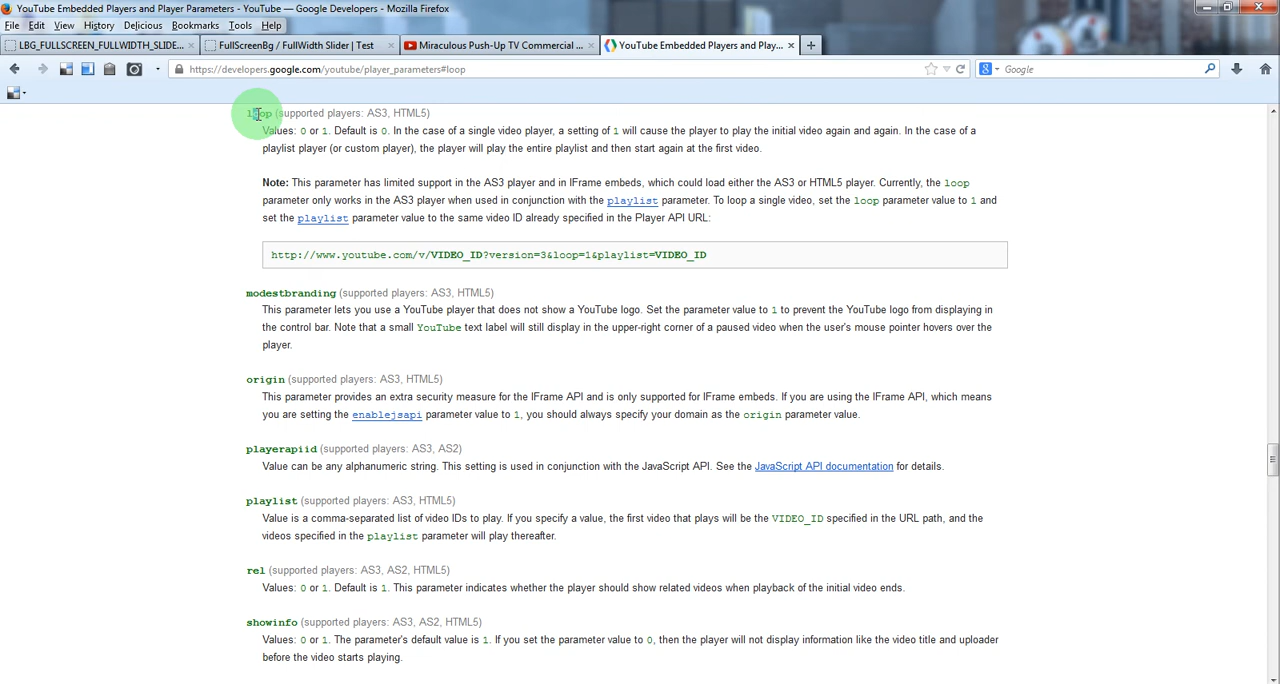 YouTube Embedded Players and Player Parameters - YouTube — Google Developers - Mozilla Firefox
File Edit View History Delicious Bookmarks Tools Help
LBG_FULLSCREEN_FULLWIDTH_SLIDE... × FullScreenBg / FullWidth Slider | Test × Miraculous Push-Up TV Commercial ... × YouTube Embedded Players and Play... × +
https://developers.google.com/youtube/player_parameters#loop Google
loop (supported players: AS3, HTML5)
Values: 0 or 1. Default is 0. In the case of a single video player, a setting of 1 will cause the player to play the initial video again and again. In the case of a
playlist player (or custom player), the player will play the entire playlist and then start again at the first video.
Note: This parameter has limited support in the AS3 player and in IFrame embeds, which could load either the AS3 or HTML5 player. Currently, the loop
parameter only works in the AS3 player when used in conjunction with the playlist parameter. To loop a single video, set the loop parameter value to 1 and
set the playlist parameter value to the same video ID already specified in the Player API URL:
http://www.youtube.com/v/VIDEO_ID?version=3&loop=1&playlist=VIDEO_ID
modestbranding (supported players: AS3, HTML5)
This parameter lets you use a YouTube player that does not show a YouTube logo. Set the parameter value to 1 to prevent the YouTube logo from displaying in
the control bar. Note that a small YouTube text label will still display in the upper-right corner of a paused video when the user's mouse pointer hovers over the
player.
origin (supported players: AS3, HTML5)
This parameter provides an extra security measure for the IFrame API and is only supported for IFrame embeds. If you are using the IFrame API, which means
you are setting the enablejsapi parameter value to 1, you should always specify your domain as the origin parameter value.
playerapiid (supported players: AS3, AS2)
Value can be any alphanumeric string. This setting is used in conjunction with the JavaScript API. See the JavaScript API documentation for details.
playlist (supported players: AS3, HTML5)
Value is a comma-separated list of video IDs to play. If you specify a value, the first video that plays will be the VIDEO_ID specified in the URL path, and the
videos specified in the playlist parameter will play thereafter.
rel (supported players: AS3, AS2, HTML5)
Values: 0 or 1. Default is 1. This parameter indicates whether the player should show related videos when playback of the initial video ends.
showinfo (supported players: AS3, AS2, HTML5)
Values: 0 or 1. The parameter's default value is 1. If you set the parameter value to 0, then the player will not display information like the video title and uploader
before the video starts playing.